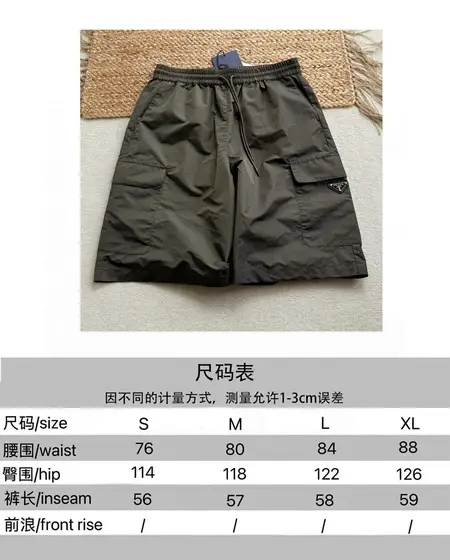 尺码表
因不同的计量方式，测量允许1-3cm误差
尺码/size S M L XL
腰围/waist 76 80 84 88
臀围/hip 114 118 122 126
裤长/inseam 56 57 58 59
前浪/front rise / / / /